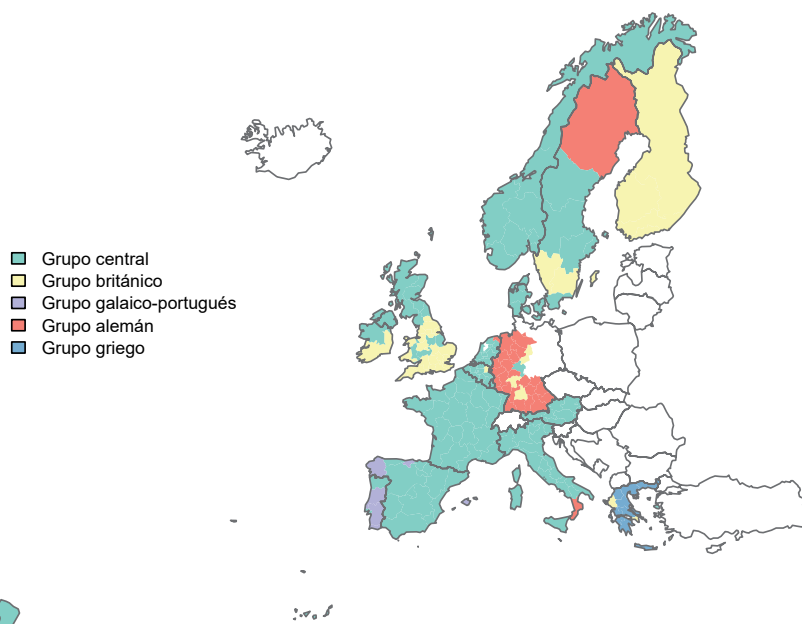 Grupo central
Grupo británico
Grupo galaico-portugués
Grupo alemán
Grupo griego